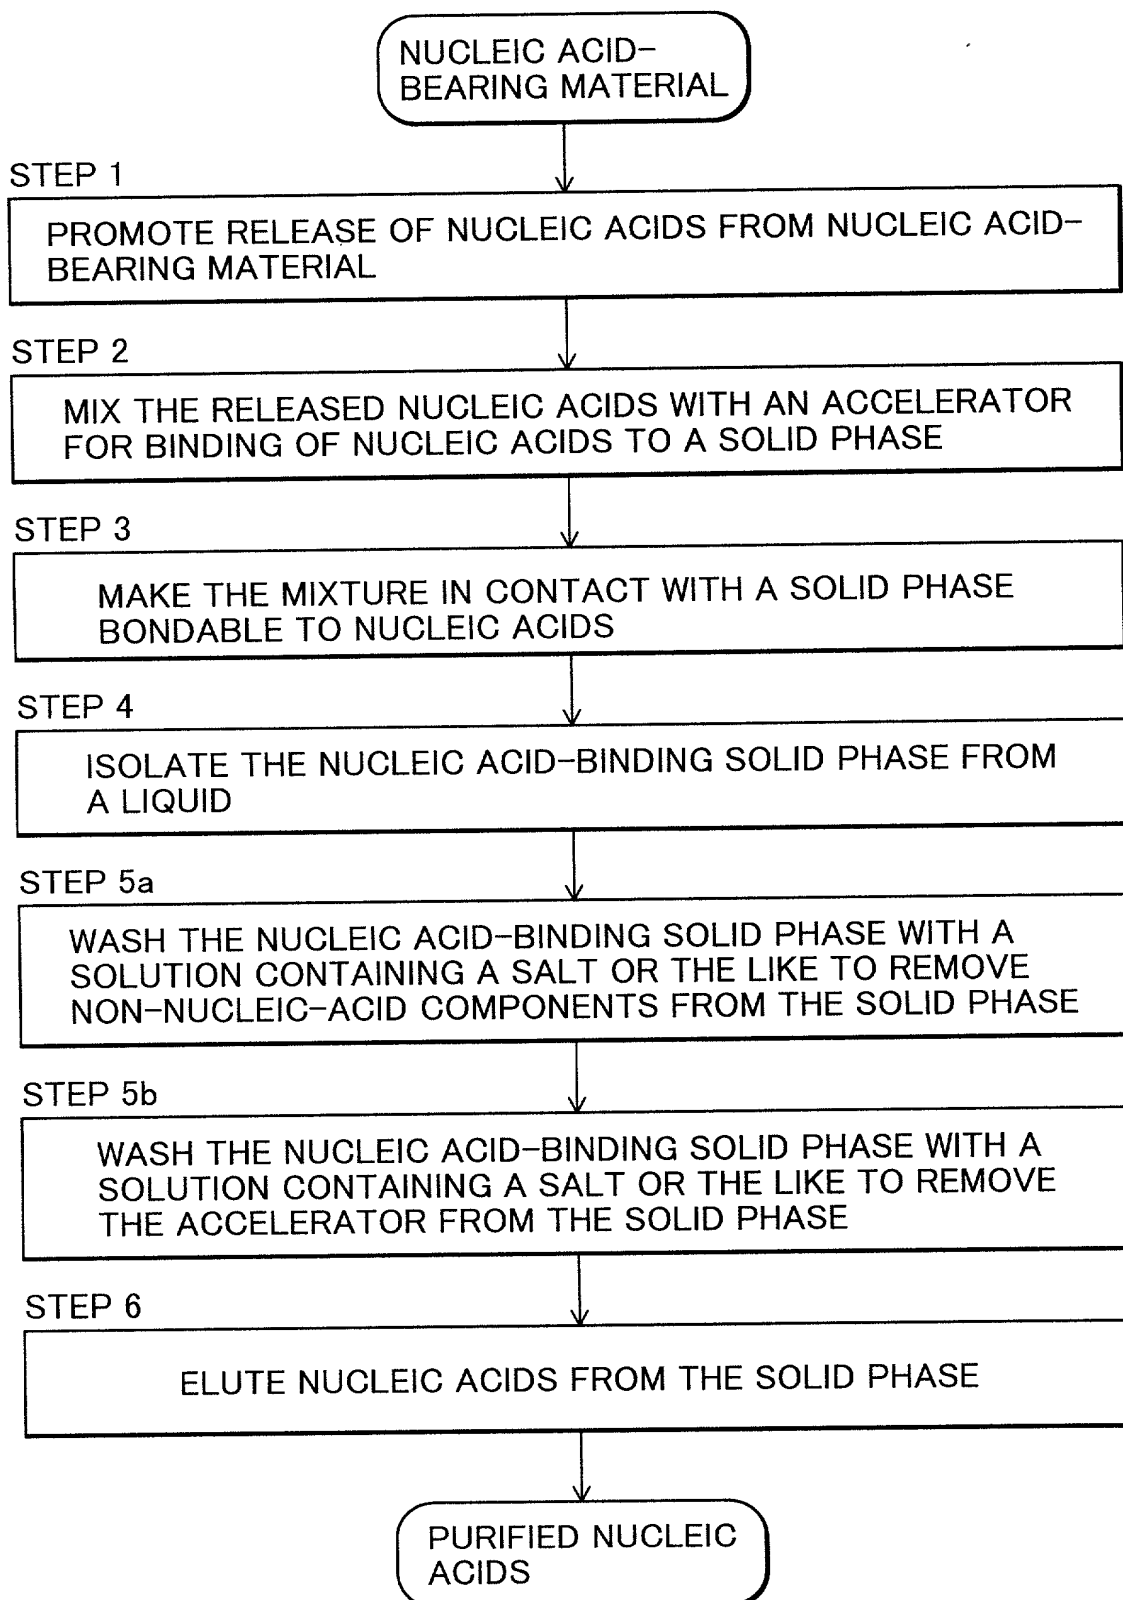 NUCLEIC ACID-
BEARING MATERIAL
STEP 1
PROMOTE RELEASE OF NUCLEIC ACIDS FROM NUCLEIC ACID-
BEARING MATERIAL
STEP 2
MIX THE RELEASED NUCLEIC ACIDS WITH AN ACCELERATOR
FOR BINDING OF NUCLEIC ACIDS TO A SOLID PHASE
STEP 3
MAKE THE MIXTURE IN CONTACT WITH A SOLID PHASE
BONDABLE TO NUCLEIC ACIDS
STEP 4
ISOLATE THE NUCLEIC ACID-BINDING SOLID PHASE FROM
A LIQUID
STEP 5a
WASH THE NUCLEIC ACID-BINDING SOLID PHASE WITH A
SOLUTION CONTAINING A SALT OR THE LIKE TO REMOVE
NON-NUCLEIC-ACID COMPONENTS FROM THE SOLID PHASE
STEP 5b
WASH THE NUCLEIC ACID-BINDING SOLID PHASE WITH A
SOLUTION CONTAINING A SALT OR THE LIKE TO REMOVE
THE ACCELERATOR FROM THE SOLID PHASE
STEP 6
ELUTE NUCLEIC ACIDS FROM THE SOLID PHASE
PURIFIED NUCLEIC
ACIDS